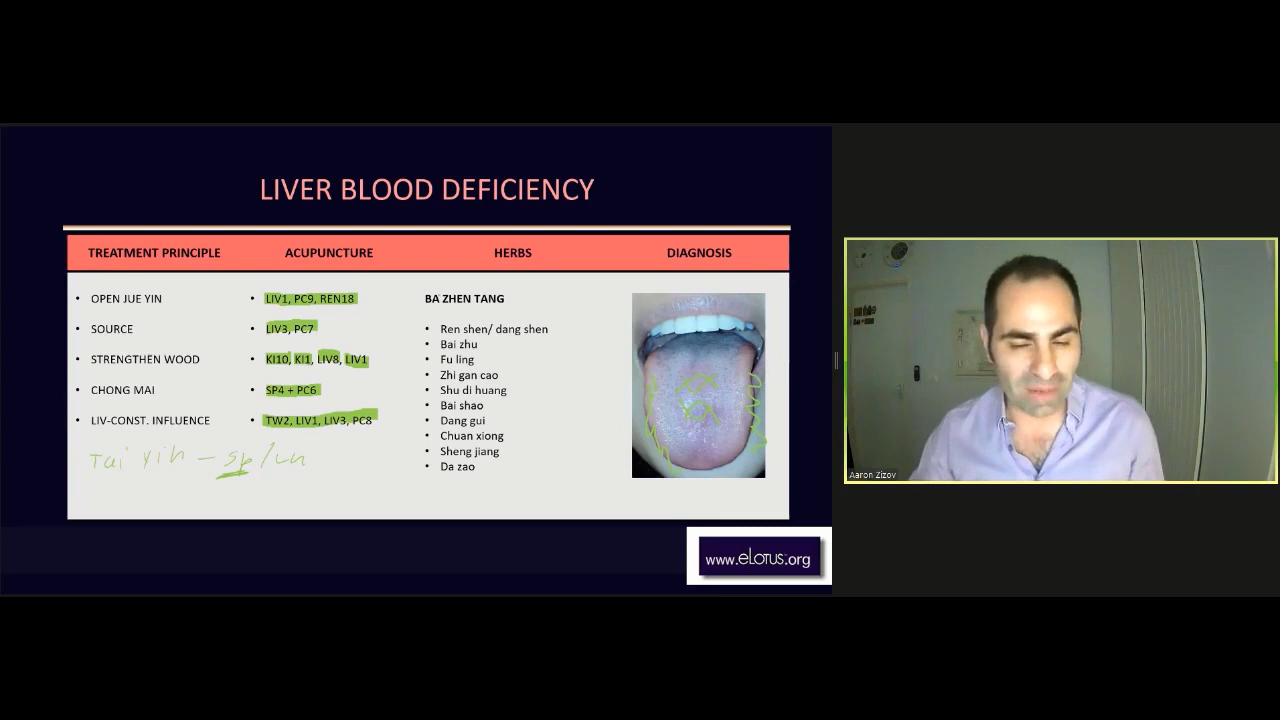 LIVER BLOOD DEFICIENCY
TREATMENT PRINCIPLE ACUPUNCTURE HERBS DIAGNOSIS
• OPEN JUE YIN
• SOURCE
• STRENGTHEN WOOD
• CHONG MAI
• LIV-CONST. INFLUENCE
Tai Yin – Sp/Lu
• LIV1, PC9, REN18
• LIV3, PC7
• KI10, KI1, LIV8, LIV1
• SP4 + PC6
• TW2, LIV1, LIV3, PC8
BA ZHEN TANG
• Ren shen/ dang shen
• Bai zhu
• Fu ling
• Zhi gan cao
• Shu di huang
• Bai shao
• Dang gui
• Chuan xiong
• Sheng jiang
• Da zao
www.eLOTUS.org
Aaron Zizov